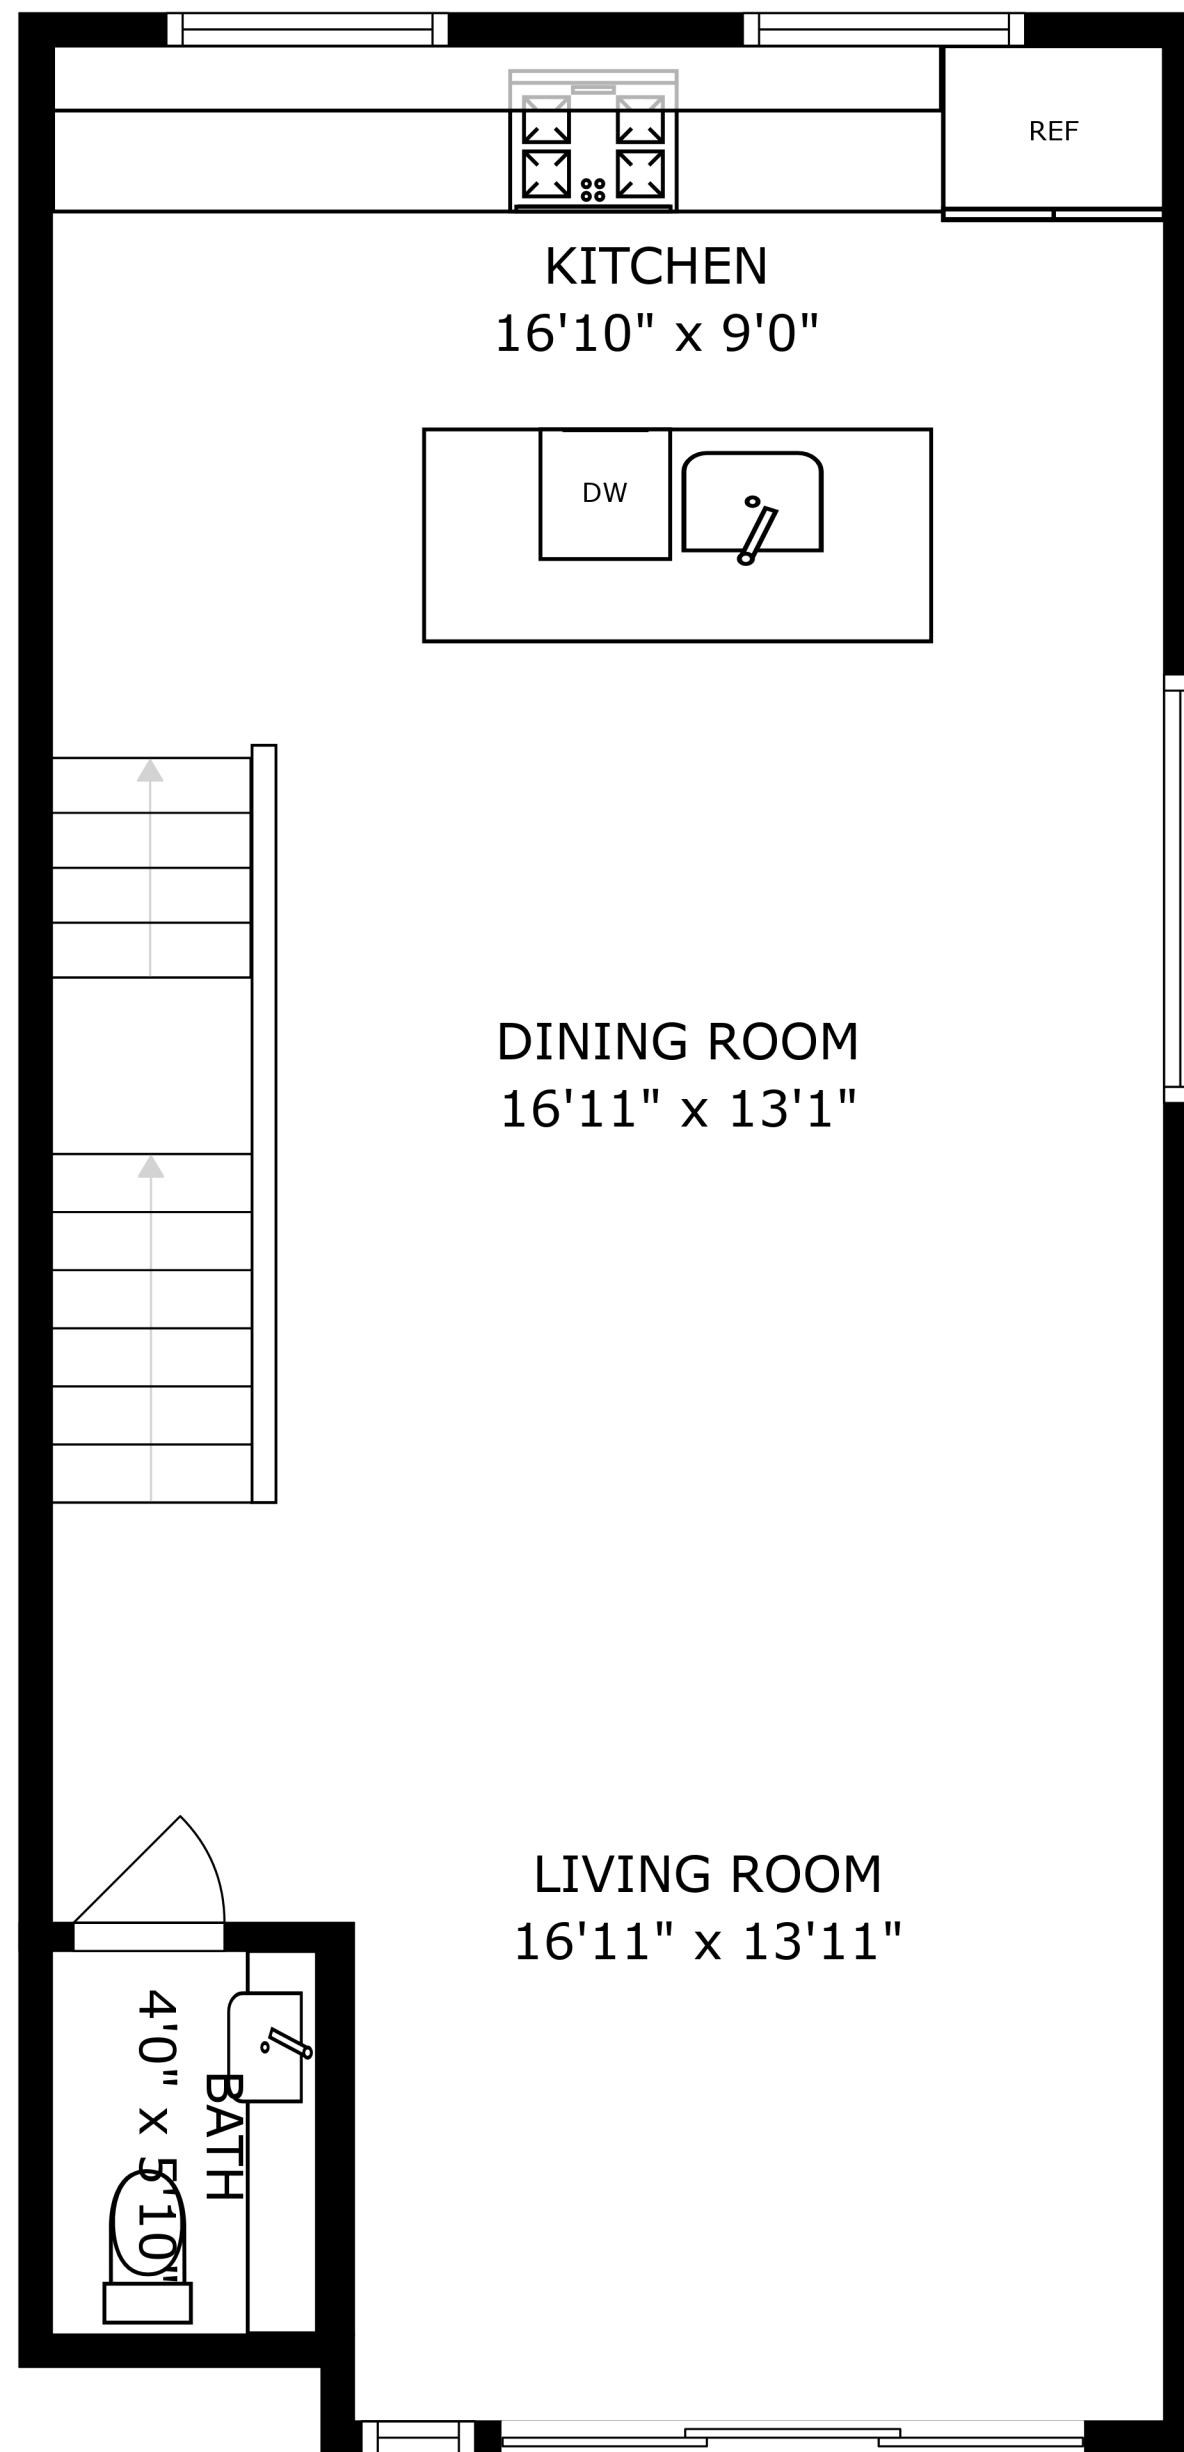 REF
KITCHEN
16'10" x 9'0"
DW
DINING ROOM
16'11" x 13'1"
LIVING ROOM
16'11" x 13'11"
BATH
4'0" x 5'10"